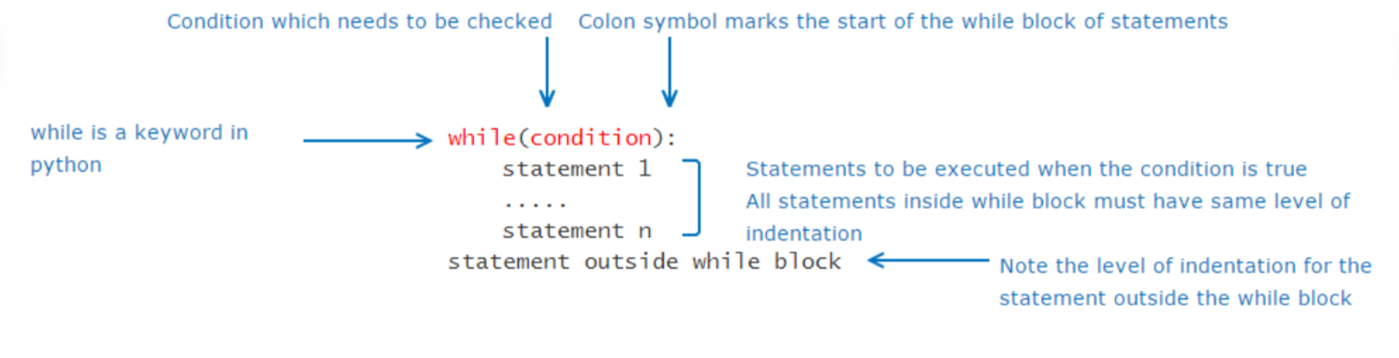 Condition which needs to be checked
Colon symbol marks the start of the while block of statements
while is a keyword in
python
while(condition):
statement 1
.....
statement n
statement outside while block
Statements to be executed when the condition is true
All statements inside while block must have same level of
indentation
Note the level of indentation for the
statement outside the while block